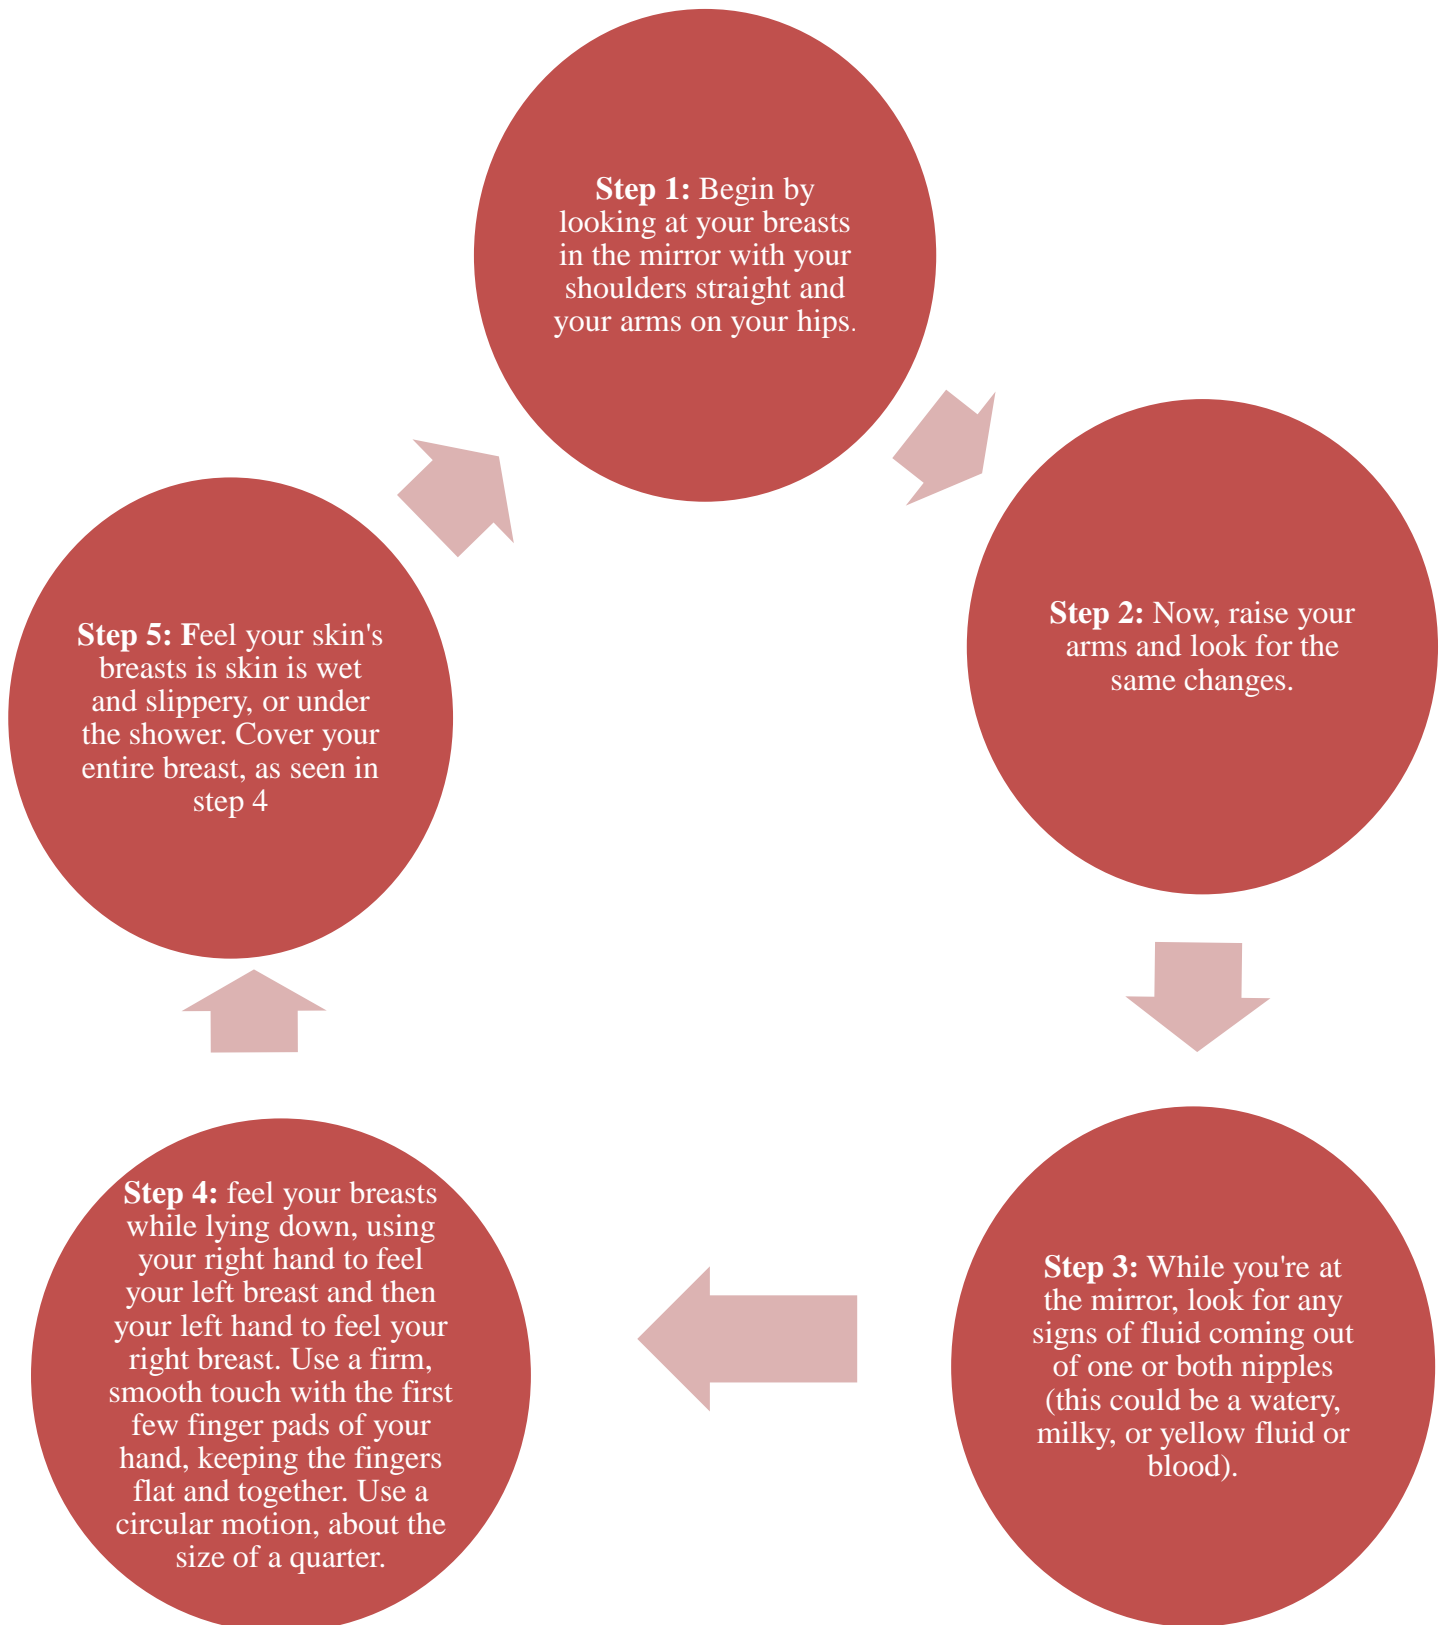 Step 1: Begin by
looking at your breasts
in the mirror with your
shoulders straight and
your arms on your hips.
Step 2: Now, raise your
arms and look for the
same changes.
Step 3: While you're at
the mirror, look for any
signs of fluid coming out
of one or both nipples
(this could be a watery,
milky, or yellow fluid or
blood).
Step 4: feel your breasts
while lying down, using
your right hand to feel
your left breast and then
your left hand to feel your
right breast. Use a firm,
smooth touch with the first
few finger pads of your
hand, keeping the fingers
flat and together. Use a
circular motion, about the
size of a quarter.
Step 5: Feel your skin's
breasts is skin is wet
and slippery, or under
the shower. Cover your
entire breast, as seen in
step 4